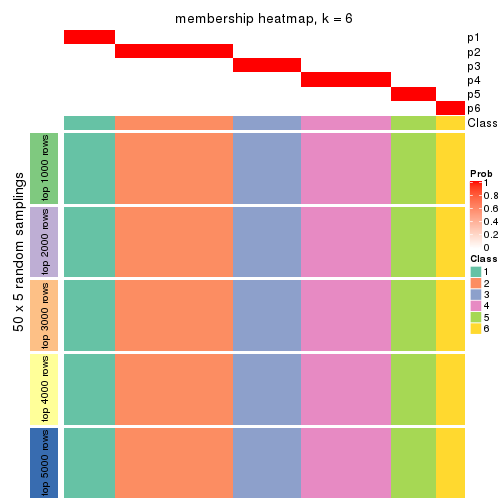 membership heatmap, k = 6
p1
p2
p3
p4
p5
p6
Class
50 x 5 random samplings
top 1000 rows
top 2000 rows
top 3000 rows
top 4000 rows
top 5000 rows
Prob
1
0.8
0.6
0.4
0.2
0
Class
1
2
3
4
5
6